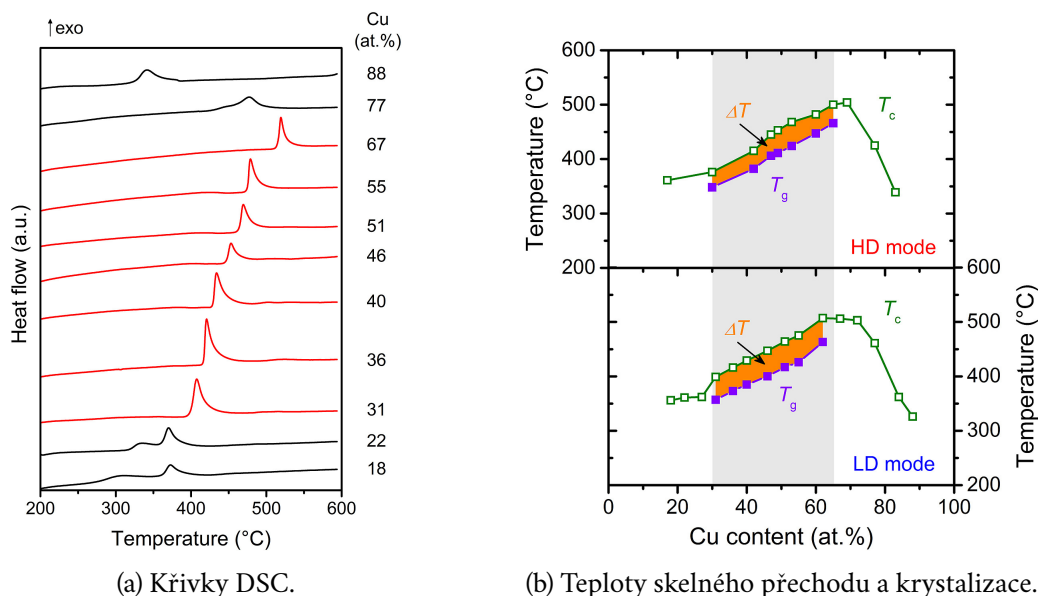 ↑exo
Cu
(at.%)
88
77
67
55
51
46
40
36
31
22
18
Heat flow (a.u.)
200 300 400 500 600
Temperature (°C)
(a) Křivky DSC.
600
500
400
300
200
Temperature (°C)
ΔT
Tc
Tg
HD mode
600
500
400
300
200
Temperature (°C)
ΔT
Tc
Tg
LD mode
0 20 40 60 80 100
Cu content (at.%)
(b) Teploty skelného přechodu a krystalizace.